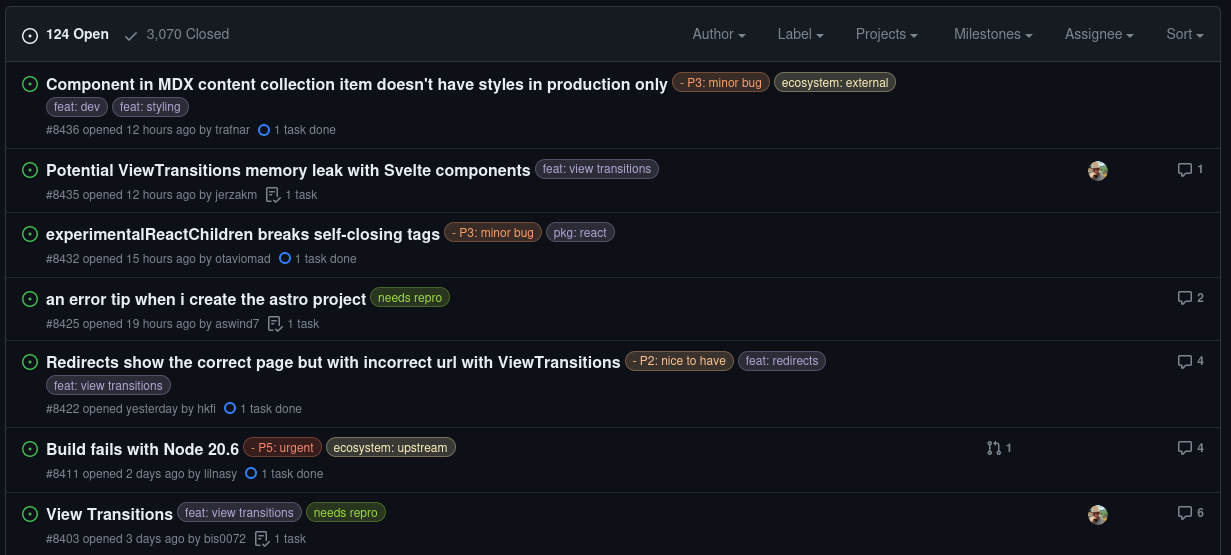 124 Open 3,070 Closed Author Label Projects Milestones Assignee Sort
Component in MDX content collection item doesn't have styles in production only - P3: minor bug ecosystem: external
feat: dev feat: styling
#8436 opened 12 hours ago by trafnar 1 task done
Potential ViewTransitions memory leak with Svelte components feat: view transitions 1
#8435 opened 12 hours ago by jerzakm 1 task
experimentalReactChildren breaks self-closing tags - P3: minor bug pkg: react
#8432 opened 15 hours ago by otaviomad 1 task done
an error tip when i create the astro project needs repro 2
#8425 opened 19 hours ago by aswind7 1 task
Redirects show the correct page but with incorrect url with ViewTransitions - P2: nice to have feat: redirects 4
feat: view transitions
#8422 opened yesterday by hkfi 1 task done
Build fails with Node 20.6 - P5: urgent ecosystem: upstream 1 4
#8411 opened 2 days ago by lilnasy 1 task done
View Transitions feat: view transitions needs repro 6
#8403 opened 3 days ago by bis0072 1 task